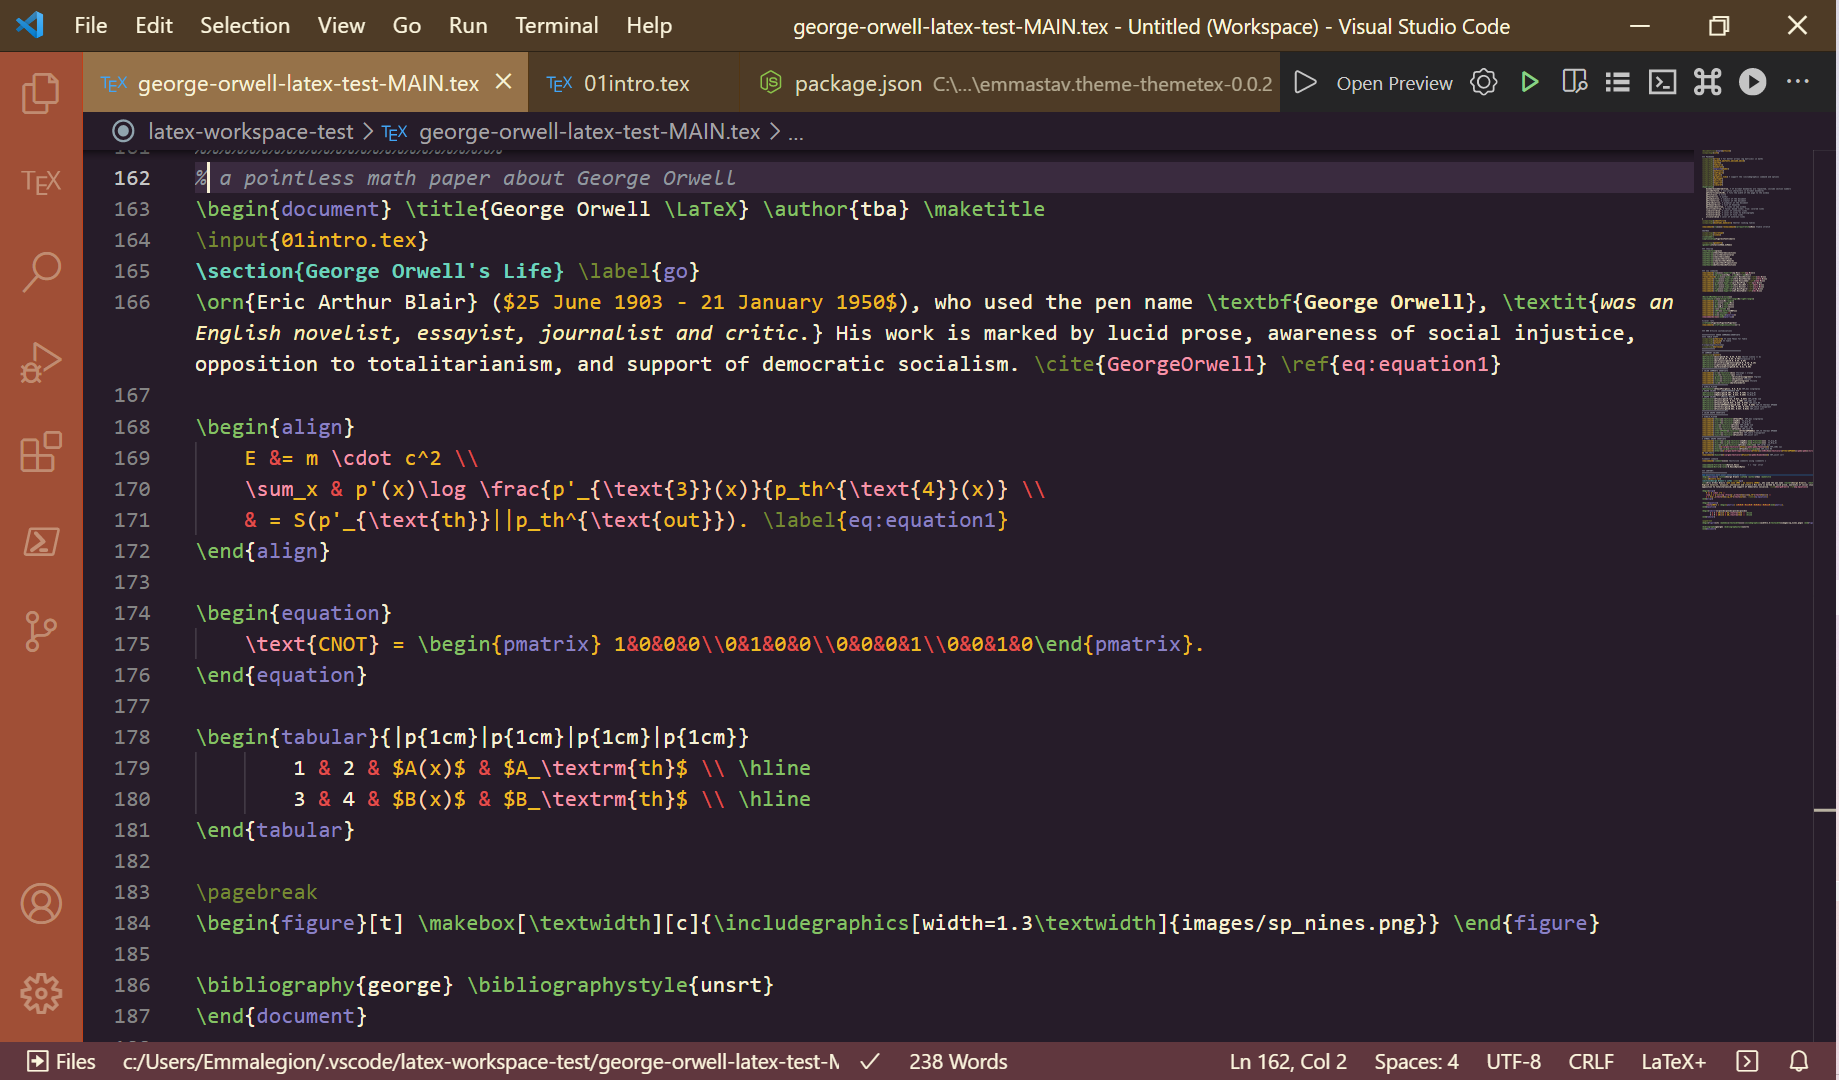 File Edit Selection View Go Run Terminal Help george-orwell-latex-test-MAIN.tex - Untitled (Workspace) - Visual Studio Code
TEX george-orwell-latex-test-MAIN.tex TEX 01intro.tex package.json C:\...\emmastav.theme-themetex-0.0.2 Open Preview
latex-workspace-test > TEX george-orwell-latex-test-MAIN.tex > ...
TEX
162 % a pointless math paper about George Orwell
163 \begin{document} \title{George Orwell \LaTeX} \author{tba} \maketitle
164 \input{01intro.tex}
165 \section{George Orwell's Life} \label{go}
166 \orn{Eric Arthur Blair} ($25 June 1903 - 21 January 1950$), who used the pen name \textbf{George Orwell}, \textit{was an
English novelist, essayist, journalist and critic.} His work is marked by lucid prose, awareness of social injustice,
opposition to totalitarianism, and support of democratic socialism. \cite{GeorgeOrwell} \ref{eq:equation1}
167
168 \begin{align}
169 E &= m \cdot c^2 \\
170 \sum_x & p'(x)\log \frac{p'_{\text{3}}(x)}{p_th^{\text{4}}(x)} \\
171 & = S(p'_{\text{th}}||p_th^{\text{out}}). \label{eq:equation1}
172 \end{align}
173
174 \begin{equation}
175 \text{CNOT} = \begin{pmatrix} 1&0&0&0\\0&1&0&0\\0&0&0&1\\0&0&1&0\end{pmatrix}.
176 \end{equation}
177
178 \begin{tabular}{|p{1cm}|p{1cm}|p{1cm}|p{1cm}}
179 1 & 2 & $A(x)$ & $A_\textrm{th}$ \\ \hline
180 3 & 4 & $B(x)$ & $B_\textrm{th}$ \\ \hline
181 \end{tabular}
182
183 \pagebreak
184 \begin{figure}[t] \makebox[\textwidth][c]{\includegraphics[width=1.3\textwidth]{images/sp_nines.png}} \end{figure}
185
186 \bibliography{george} \bibliographystyle{unsrt}
187 \end{document}
Files c:/Users/Emmalegion/.vscode/latex-workspace-test/george-orwell-latex-test-M 238 Words Ln 162, Col 2 Spaces: 4 UTF-8 CRLF LaTeX+